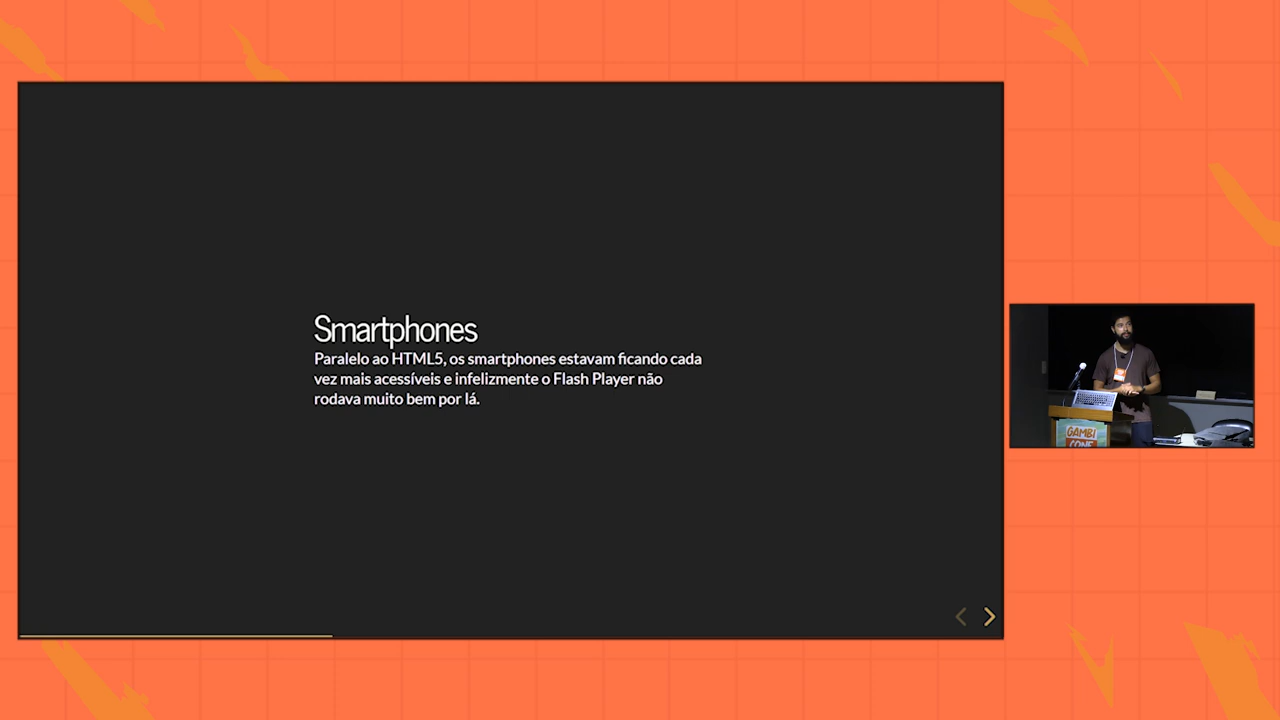 Smartphones
Paralelo ao HTML5, os smartphones estavam ficando cada
vez mais acessíveis e infelizmente o Flash Player não
rodava muito bem por lá.
GAMBI
CONF